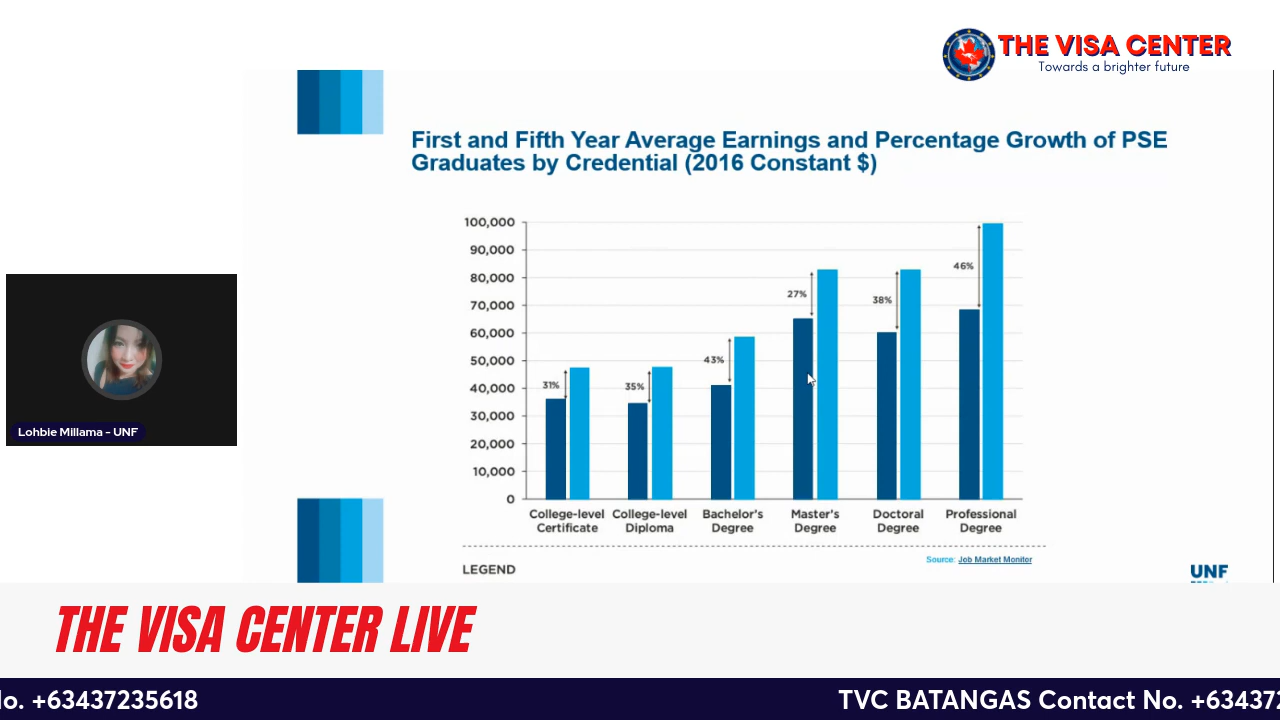 THE VISA CENTER
Towards a brighter future
First and Fifth Year Average Earnings and Percentage Growth of PSE
Graduates by Credential (2016 Constant $)
100,000
90,000
80,000
70,000
60,000
50,000
40,000
30,000
20,000
10,000
0
31%
35%
43%
27%
38%
46%
College-level
Certificate
College-level
Diploma
Bachelor's
Degree
Master's
Degree
Doctoral
Degree
Professional
Degree
Source: Job Market Monitor
LEGEND
UNF
Lohbie Millama - UNF
THE VISA CENTER LIVE
No. +63437235618
TVC BATANGAS Contact No. +63437